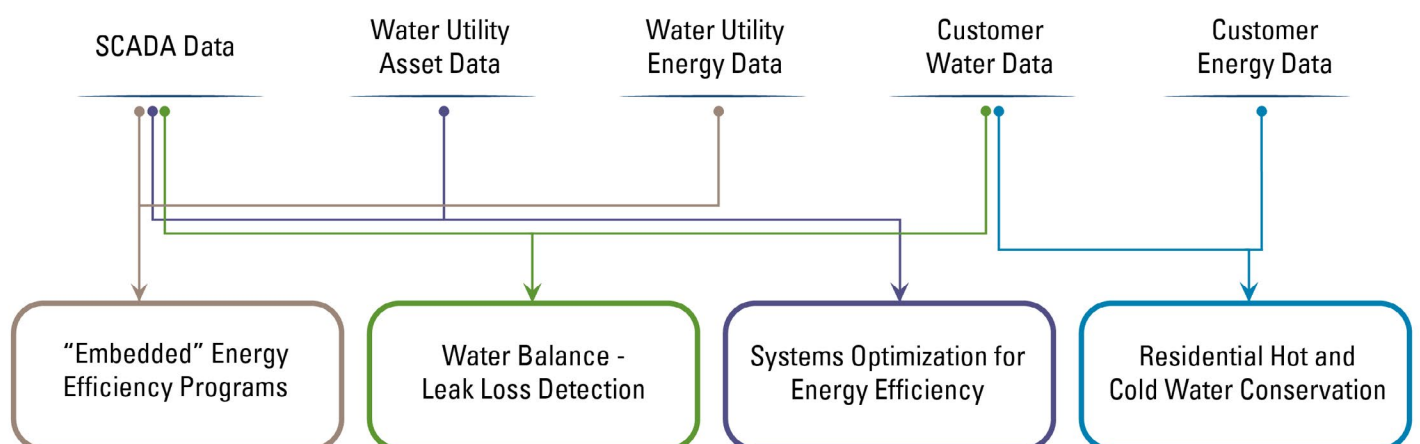 SCADA Data
Water Utility
Asset Data
Water Utility
Energy Data
Customer
Water Data
Customer
Energy Data
“Embedded” Energy
Efficiency Programs
Water Balance -
Leak Loss Detection
Systems Optimization for
Energy Efficiency
Residential Hot and
Cold Water Conservation